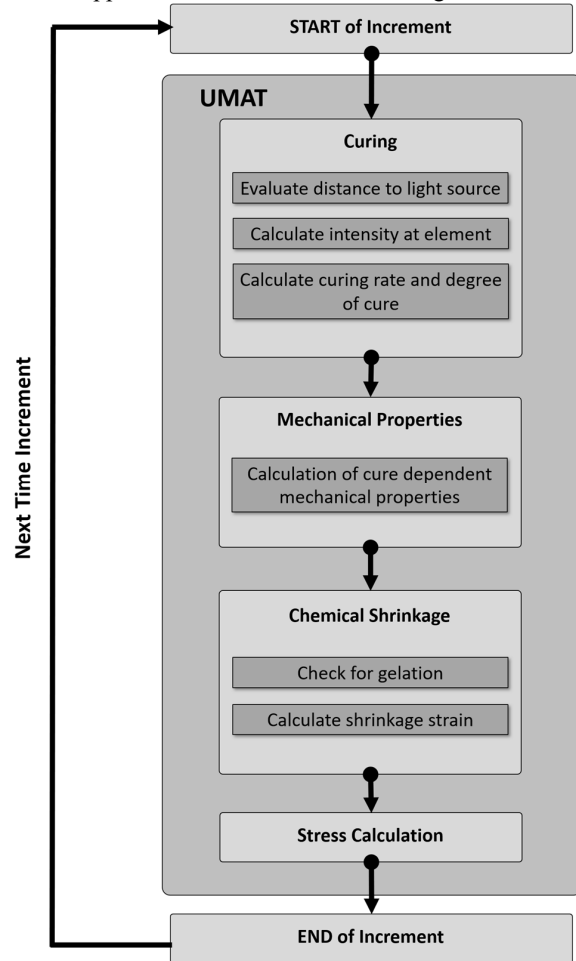 START of Increment
UMAT
Curing
Evaluate distance to light source
Calculate intensity at element
Calculate curing rate and degree
of cure
Mechanical Properties
Calculation of cure dependent
mechanical properties
Chemical Shrinkage
Check for gelation
Calculate shrinkage strain
Stress Calculation
END of Increment
Next Time Increment